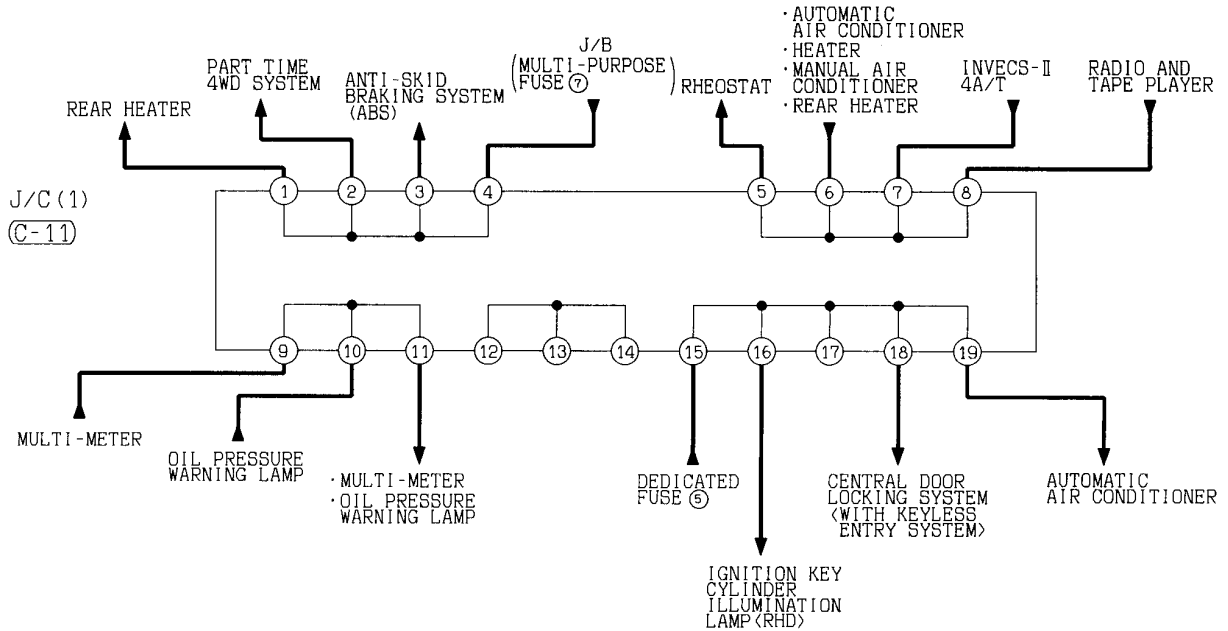 REAR HEATER
PART TIME
4WD SYSTEM
ANTI-SKID
BRAKING SYSTEM
(ABS)
J/B
(MULTI-PURPOSE)
FUSE ⑦
RHEOSTAT
·AUTOMATIC
AIR CONDITIONER
·HEATER
·MANUAL AIR
CONDITIONER
·REAR HEATER
INVECS-Ⅱ
4A/T
RADIO AND
TAPE PLAYER
J/C(1)
C-11
1 2 3 4 5 6 7 8
9 10 11 12 13 14 15 16 17 18 19
MULTI-METER
OIL PRESSURE
WARNING LAMP
·MULTI-METER
·OIL PRESSURE
WARNING LAMP
DEDICATED
FUSE ⑤
IGNITION KEY
CYLINDER
ILLUMINATION
LAMP<RHD>
CENTRAL DOOR
LOCKING SYSTEM
<WITH KEYLESS
ENTRY SYSTEM>
AUTOMATIC
AIR CONDITIONER